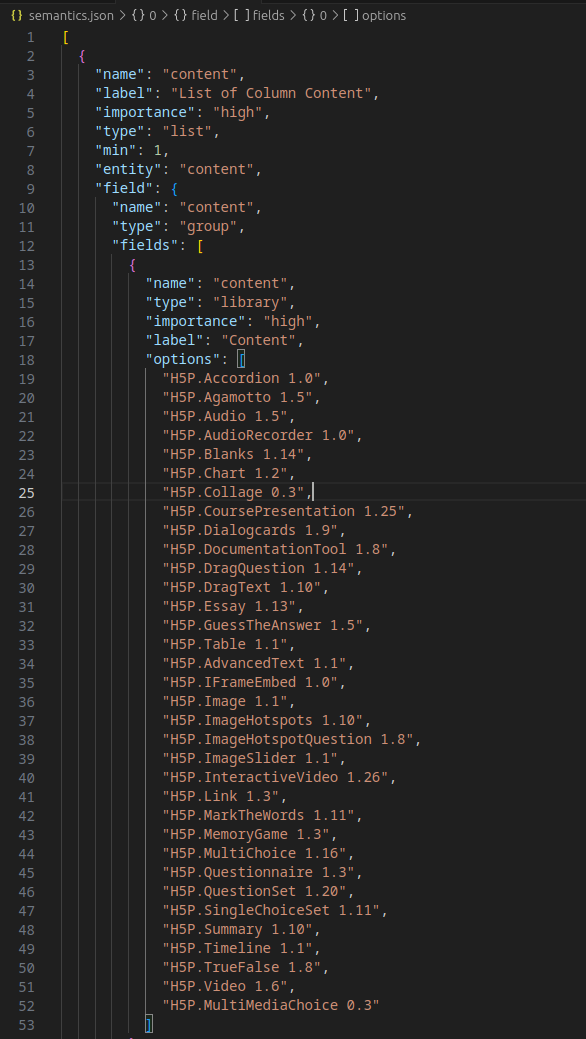 semantics.json > {} 0 > {} field > [ ] fields > {} 0 > [ ] options
1 [
2 {
3 "name": "content",
4 "label": "List of Column Content",
5 "importance": "high",
6 "type": "list",
7 "min": 1,
8 "entity": "content",
9 "field": {
10 "name": "content",
11 "type": "group",
12 "fields": [
13 {
14 "name": "content",
15 "type": "library",
16 "importance": "high",
17 "label": "Content",
18 "options": [
19 "H5P.Accordion 1.0",
20 "H5P.Agamotto 1.5",
21 "H5P.Audio 1.5",
22 "H5P.AudioRecorder 1.0",
23 "H5P.Blanks 1.14",
24 "H5P.Chart 1.2",
25 "H5P.Collage 0.3",
26 "H5P.CoursePresentation 1.25",
27 "H5P.Dialogcards 1.9",
28 "H5P.DocumentationTool 1.8",
29 "H5P.DragQuestion 1.14",
30 "H5P.DragText 1.10",
31 "H5P.Essay 1.13",
32 "H5P.GuessTheAnswer 1.5",
33 "H5P.Table 1.1",
34 "H5P.AdvancedText 1.1",
35 "H5P.IFrameEmbed 1.0",
36 "H5P.Image 1.1",
37 "H5P.ImageHotspots 1.10",
38 "H5P.ImageHotspotQuestion 1.8",
39 "H5P.ImageSlider 1.1",
40 "H5P.InteractiveVideo 1.26",
41 "H5P.Link 1.3",
42 "H5P.MarkTheWords 1.11",
43 "H5P.MemoryGame 1.3",
44 "H5P.MultiChoice 1.16",
45 "H5P.Questionnaire 1.3",
46 "H5P.QuestionSet 1.20",
47 "H5P.SingleChoiceSet 1.11",
48 "H5P.Summary 1.10",
49 "H5P.Timeline 1.1",
50 "H5P.TrueFalse 1.8",
51 "H5P.Video 1.6",
52 "H5P.MultiMediaChoice 0.3"
53 ]